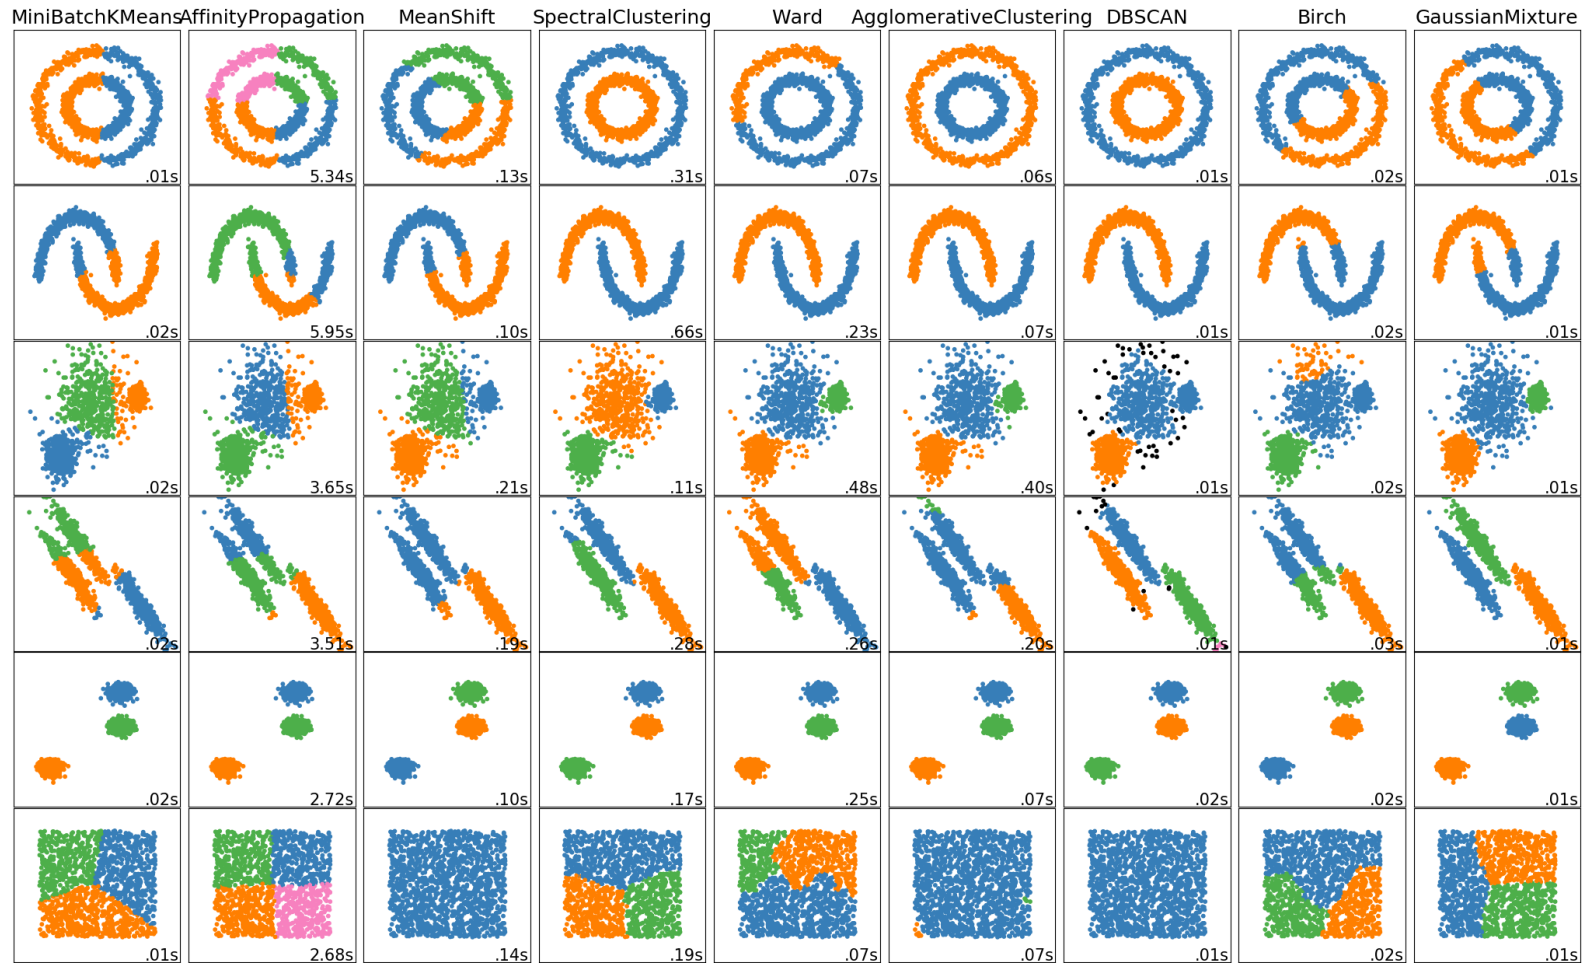 MiniBatchKMeans AffinityPropagation MeanShift SpectralClustering Ward AgglomerativeClustering DBSCAN Birch GaussianMixture
.01s 5.34s .13s .31s .07s .06s .01s .02s .01s
.02s 5.95s .10s .66s .23s .07s .01s .02s .01s
.02s 3.65s .21s .11s .48s .40s .01s .02s .01s
.02s 3.51s .19s .28s .26s .20s .01s .03s .01s
.02s 2.72s .10s .17s .25s .07s .02s .02s .01s
.01s 2.68s .14s .19s .07s .07s .01s .02s .01s